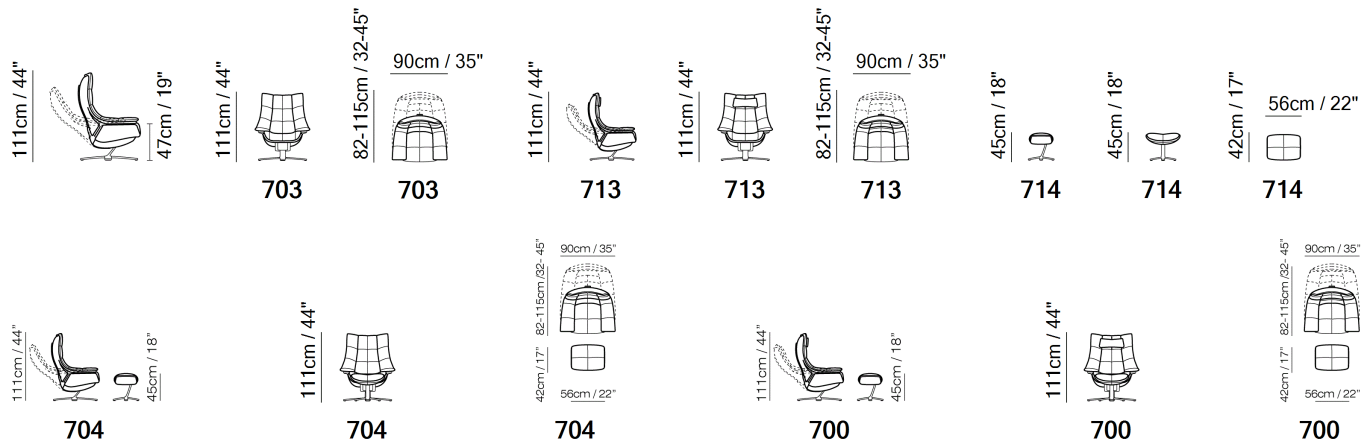 111cm / 44"
47cm / 19"
111cm / 44"
703
82-115cm / 32-45"
90cm / 35"
703
111cm / 44"
713
111cm / 44"
713
82-115cm / 32-45"
90cm / 35"
713
45cm / 18"
714
45cm / 18"
714
42cm / 17"
56cm / 22"
714
111cm / 44"
45cm / 18"
704
111cm / 44"
704
82-115cm /32- 45"
90cm / 35"
42cm / 17"
56cm / 22"
704
111cm / 44"
45cm / 18"
700
111cm / 44"
700
82-115cm /32- 45"
90cm / 35"
42cm / 17"
56cm / 22"
700